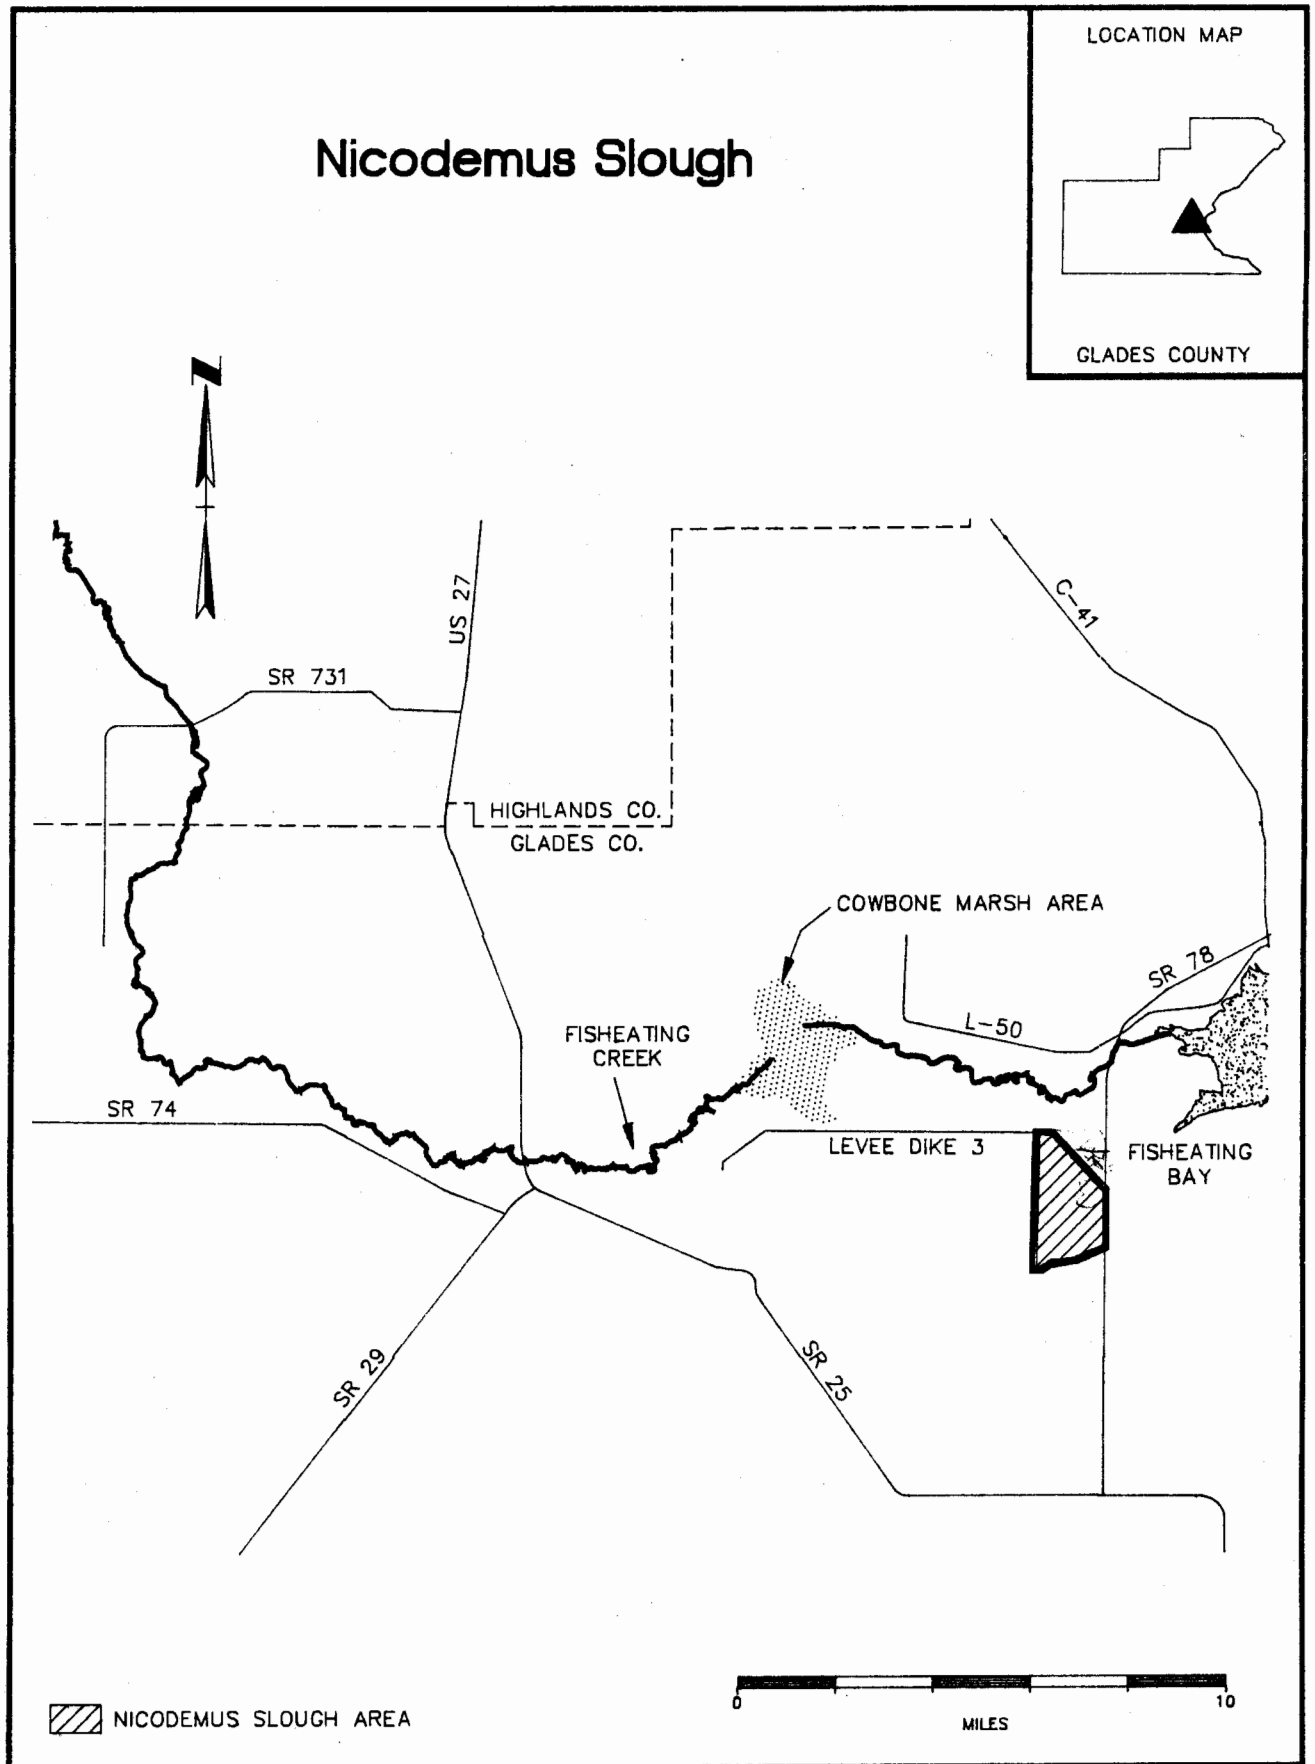 LOCATION MAP
Nicodemus Slough
GLADES COUNTY
N
US 27
C-41
SR 731
HIGHLANDS CO.
GLADES CO.
COWBONE MARSH AREA
SR 78
L-50
FISHEATING
CREEK
SR 74
LEVEE DIKE 3
FISHEATING
BAY
SR 29
SR 25
0
10
MILES
NICODEMUS SLOUGH AREA